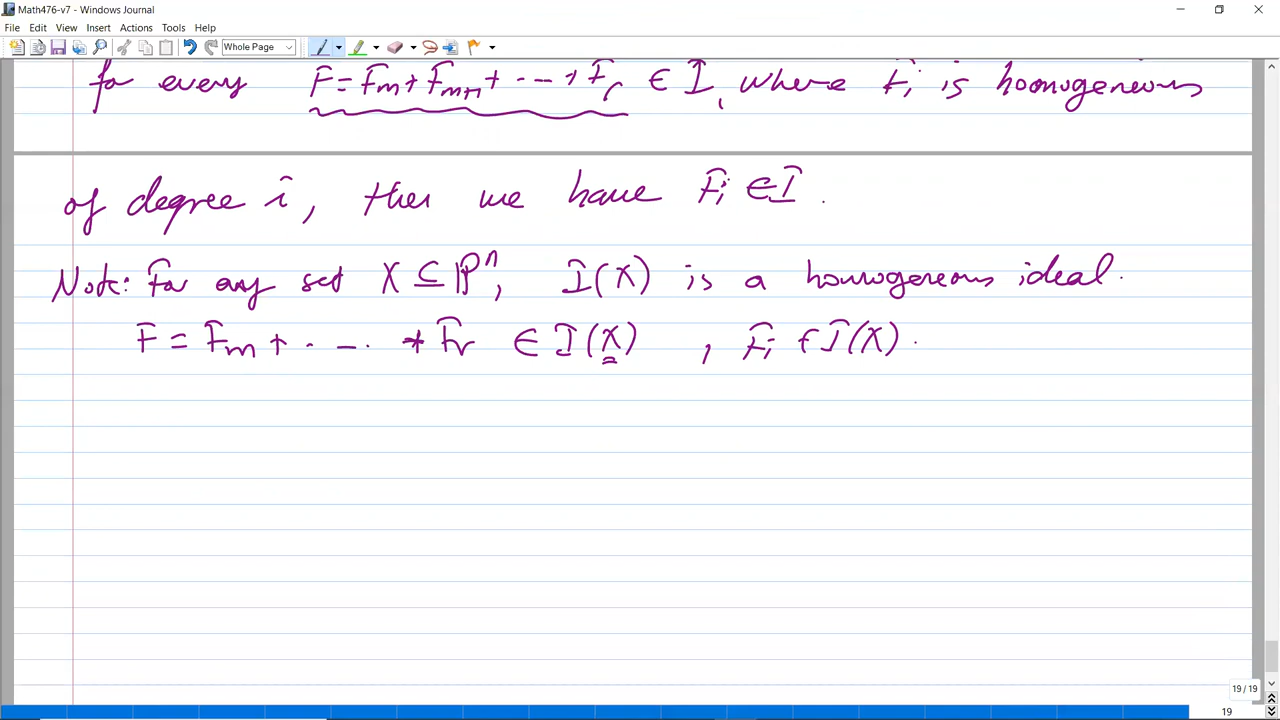 Math476-v7 - Windows Journal
File Edit View Insert Actions Tools Help
Whole Page
for every F = Fm + Fm+1 + ... + Fr ∈ I, where Fi is homogeneous
of degree i, then we have Fi ∈ I.
Note: For any set X ⊆ ℙⁿ, I(X) is a homogeneous ideal.
F = Fm + ... + Fr ∈ I(X), Fi ∈ I(X).
19 / 19
19